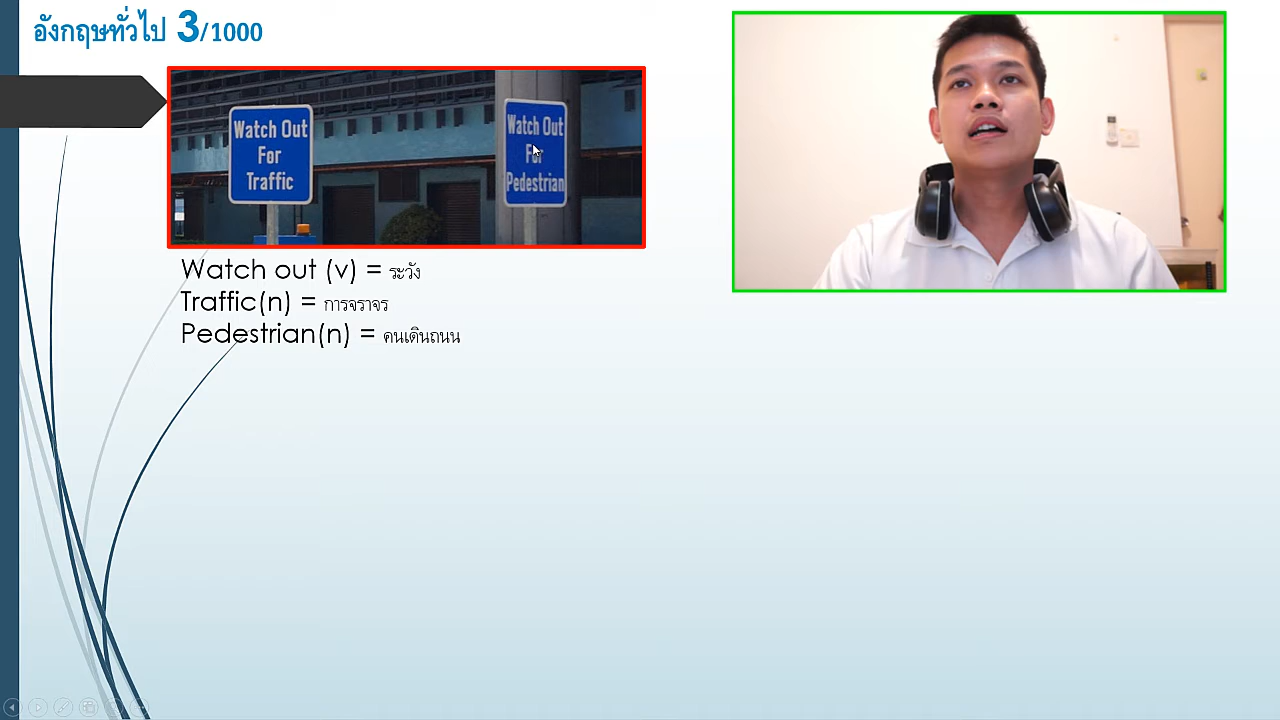 อังกฤษทั่วไป 3/1000
Watch Out
For
Traffic
Watch Out
For
Pedestrian
Watch out (v) = ระวัง
Traffic(n) = การจราจร
Pedestrian(n) = คนเดินถนน